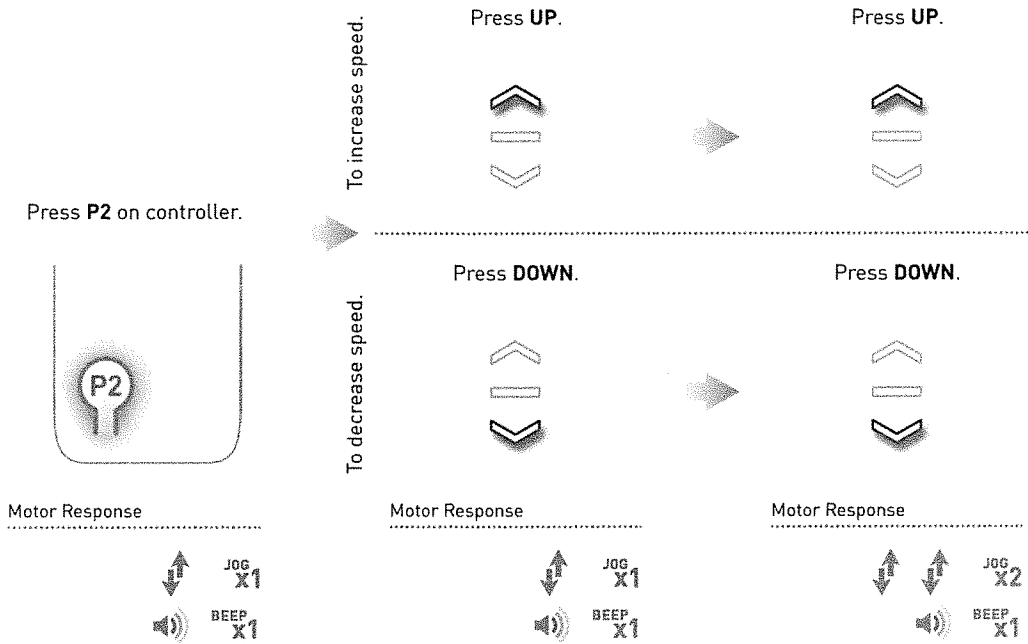 Press P2 on controller.
P2
To increase speed.
Press UP.
Press UP.
To decrease speed.
Press DOWN.
Press DOWN.
Motor Response
JOG
x1
BEEP
x1
Motor Response
JOG
x1
BEEP
x1
Motor Response
JOG
x2
BEEP
x1